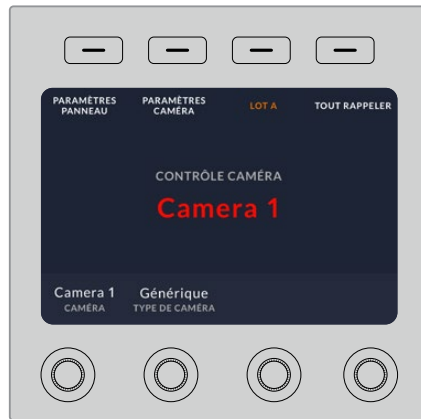 PARAMÈTRES PANNEAU
PARAMÈTRES CAMÉRA
LOT A
TOUT RAPPELER
CONTRÔLE CAMÉRA
Camera 1
Camera 1
CAMÉRA
Générique
TYPE DE CAMÉRA